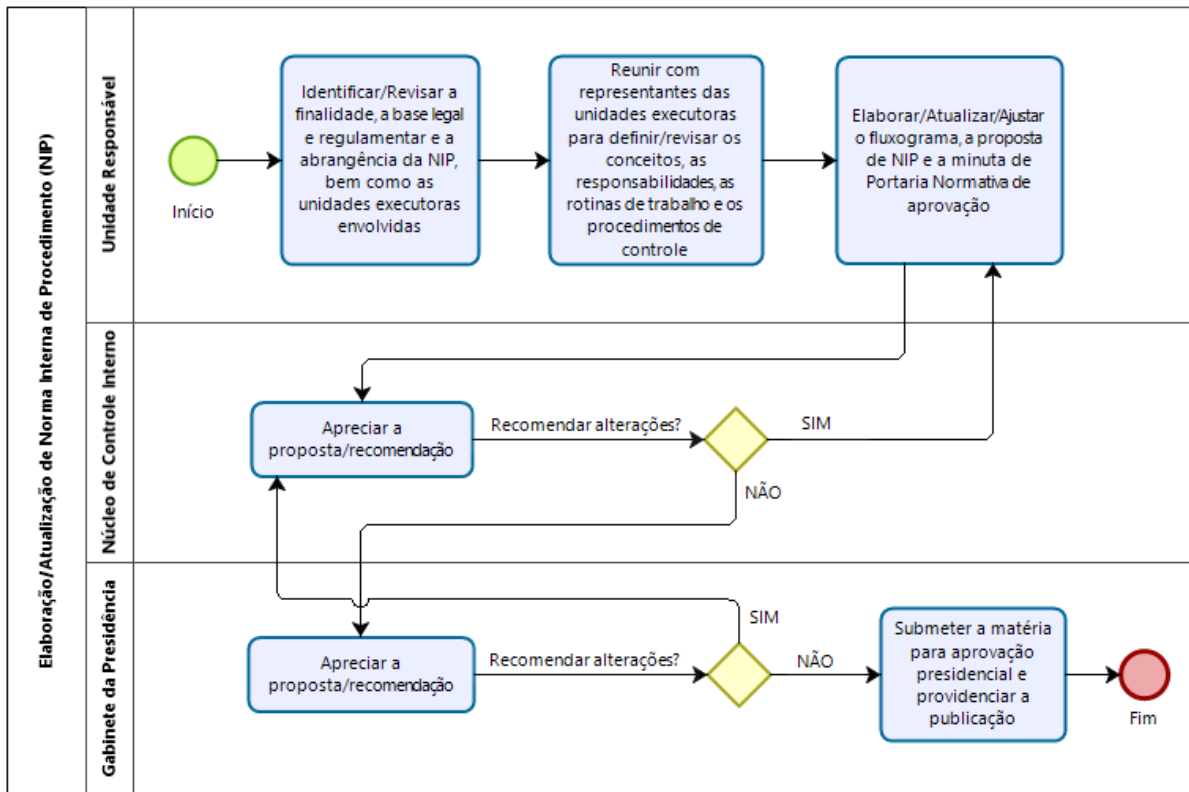 Elaboração/Atualização de Norma Interna de Procedimento (NIP)
Unidade Responsável
Início
Identificar/Revisar a
finalidade, a base legal
e regulamentar e a
abrangência da NIP,
bem como as
unidades executoras
envolvidas
Reunir com
representantes das
unidades executoras
para definir/revisar os
conceitos, as
responsabilidades, as
rotinas de trabalho e os
procedimentos de
controle
Elaborar/Atualizar/Ajustar
o fluxograma, a proposta
de NIP e a minuta de
Portaria Normativa de
aprovação
Núcleo de Controle Interno
Apreciar a
proposta/recomendação
Recomendar alterações?
SIM
NÃO
Gabinete da Presidência
Apreciar a
proposta/recomendação
Recomendar alterações?
SIM
NÃO
Submeter a matéria
para aprovação
presidencial e
providenciar a
publicação
Fim